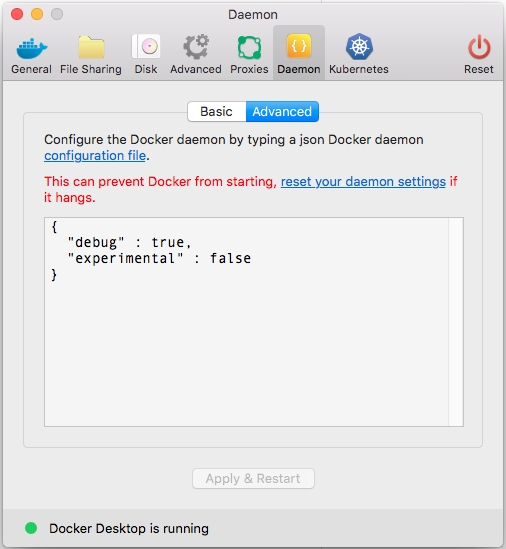 Daemon
General
File Sharing
Disk
Advanced
Proxies
Daemon
Kubernetes
Reset
Basic
Advanced
Configure the Docker daemon by typing a json Docker daemon
configuration file.
This can prevent Docker from starting, reset your daemon settings if
it hangs.
{
"debug" : true,
"experimental" : false
}
Apply & Restart
Docker Desktop is running